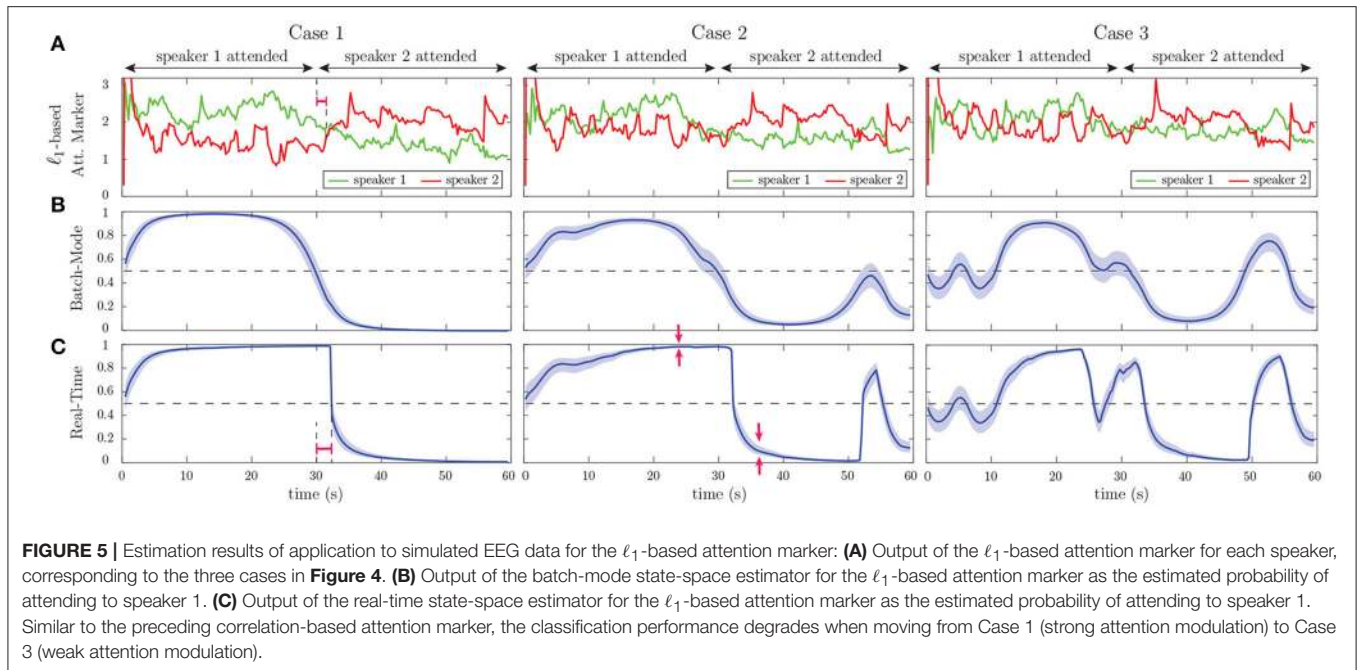 Case 1 Case 2 Case 3
A
speaker 1 attended speaker 2 attended speaker 1 attended speaker 2 attended speaker 1 attended speaker 2 attended
ℓ₁-based
Att. Marker
3
2
1
speaker 1 speaker 2 speaker 1 speaker 2 speaker 1 speaker 2
B
Batch-Mode
1
0.8
0.6
0.4
0.2
0
C
Real-Time
1
0.8
0.6
0.4
0.2
0
0 10 20 30 40 50 60 0 10 20 30 40 50 60 0 10 20 30 40 50 60
time (s) time (s) time (s)
FIGURE 5 | Estimation results of application to simulated EEG data for the ℓ₁-based attention marker: (A) Output of the ℓ₁-based attention marker for each speaker,
corresponding to the three cases in Figure 4. (B) Output of the batch-mode state-space estimator for the ℓ₁-based attention marker as the estimated probability of
attending to speaker 1. (C) Output of the real-time state-space estimator for the ℓ₁-based attention marker as the estimated probability of attending to speaker 1.
Similar to the preceding correlation-based attention marker, the classification performance degrades when moving from Case 1 (strong attention modulation) to Case
3 (weak attention modulation).